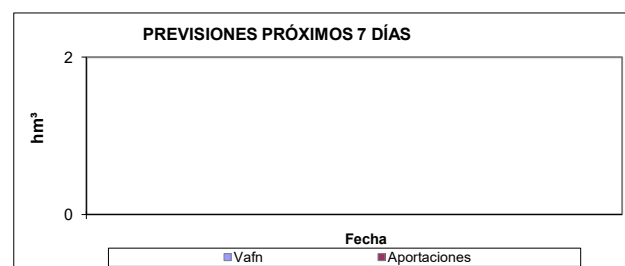 PREVISIONES PRÓXIMOS 7 DÍAS
2
hm³
0
Fecha
Vafn Aportaciones